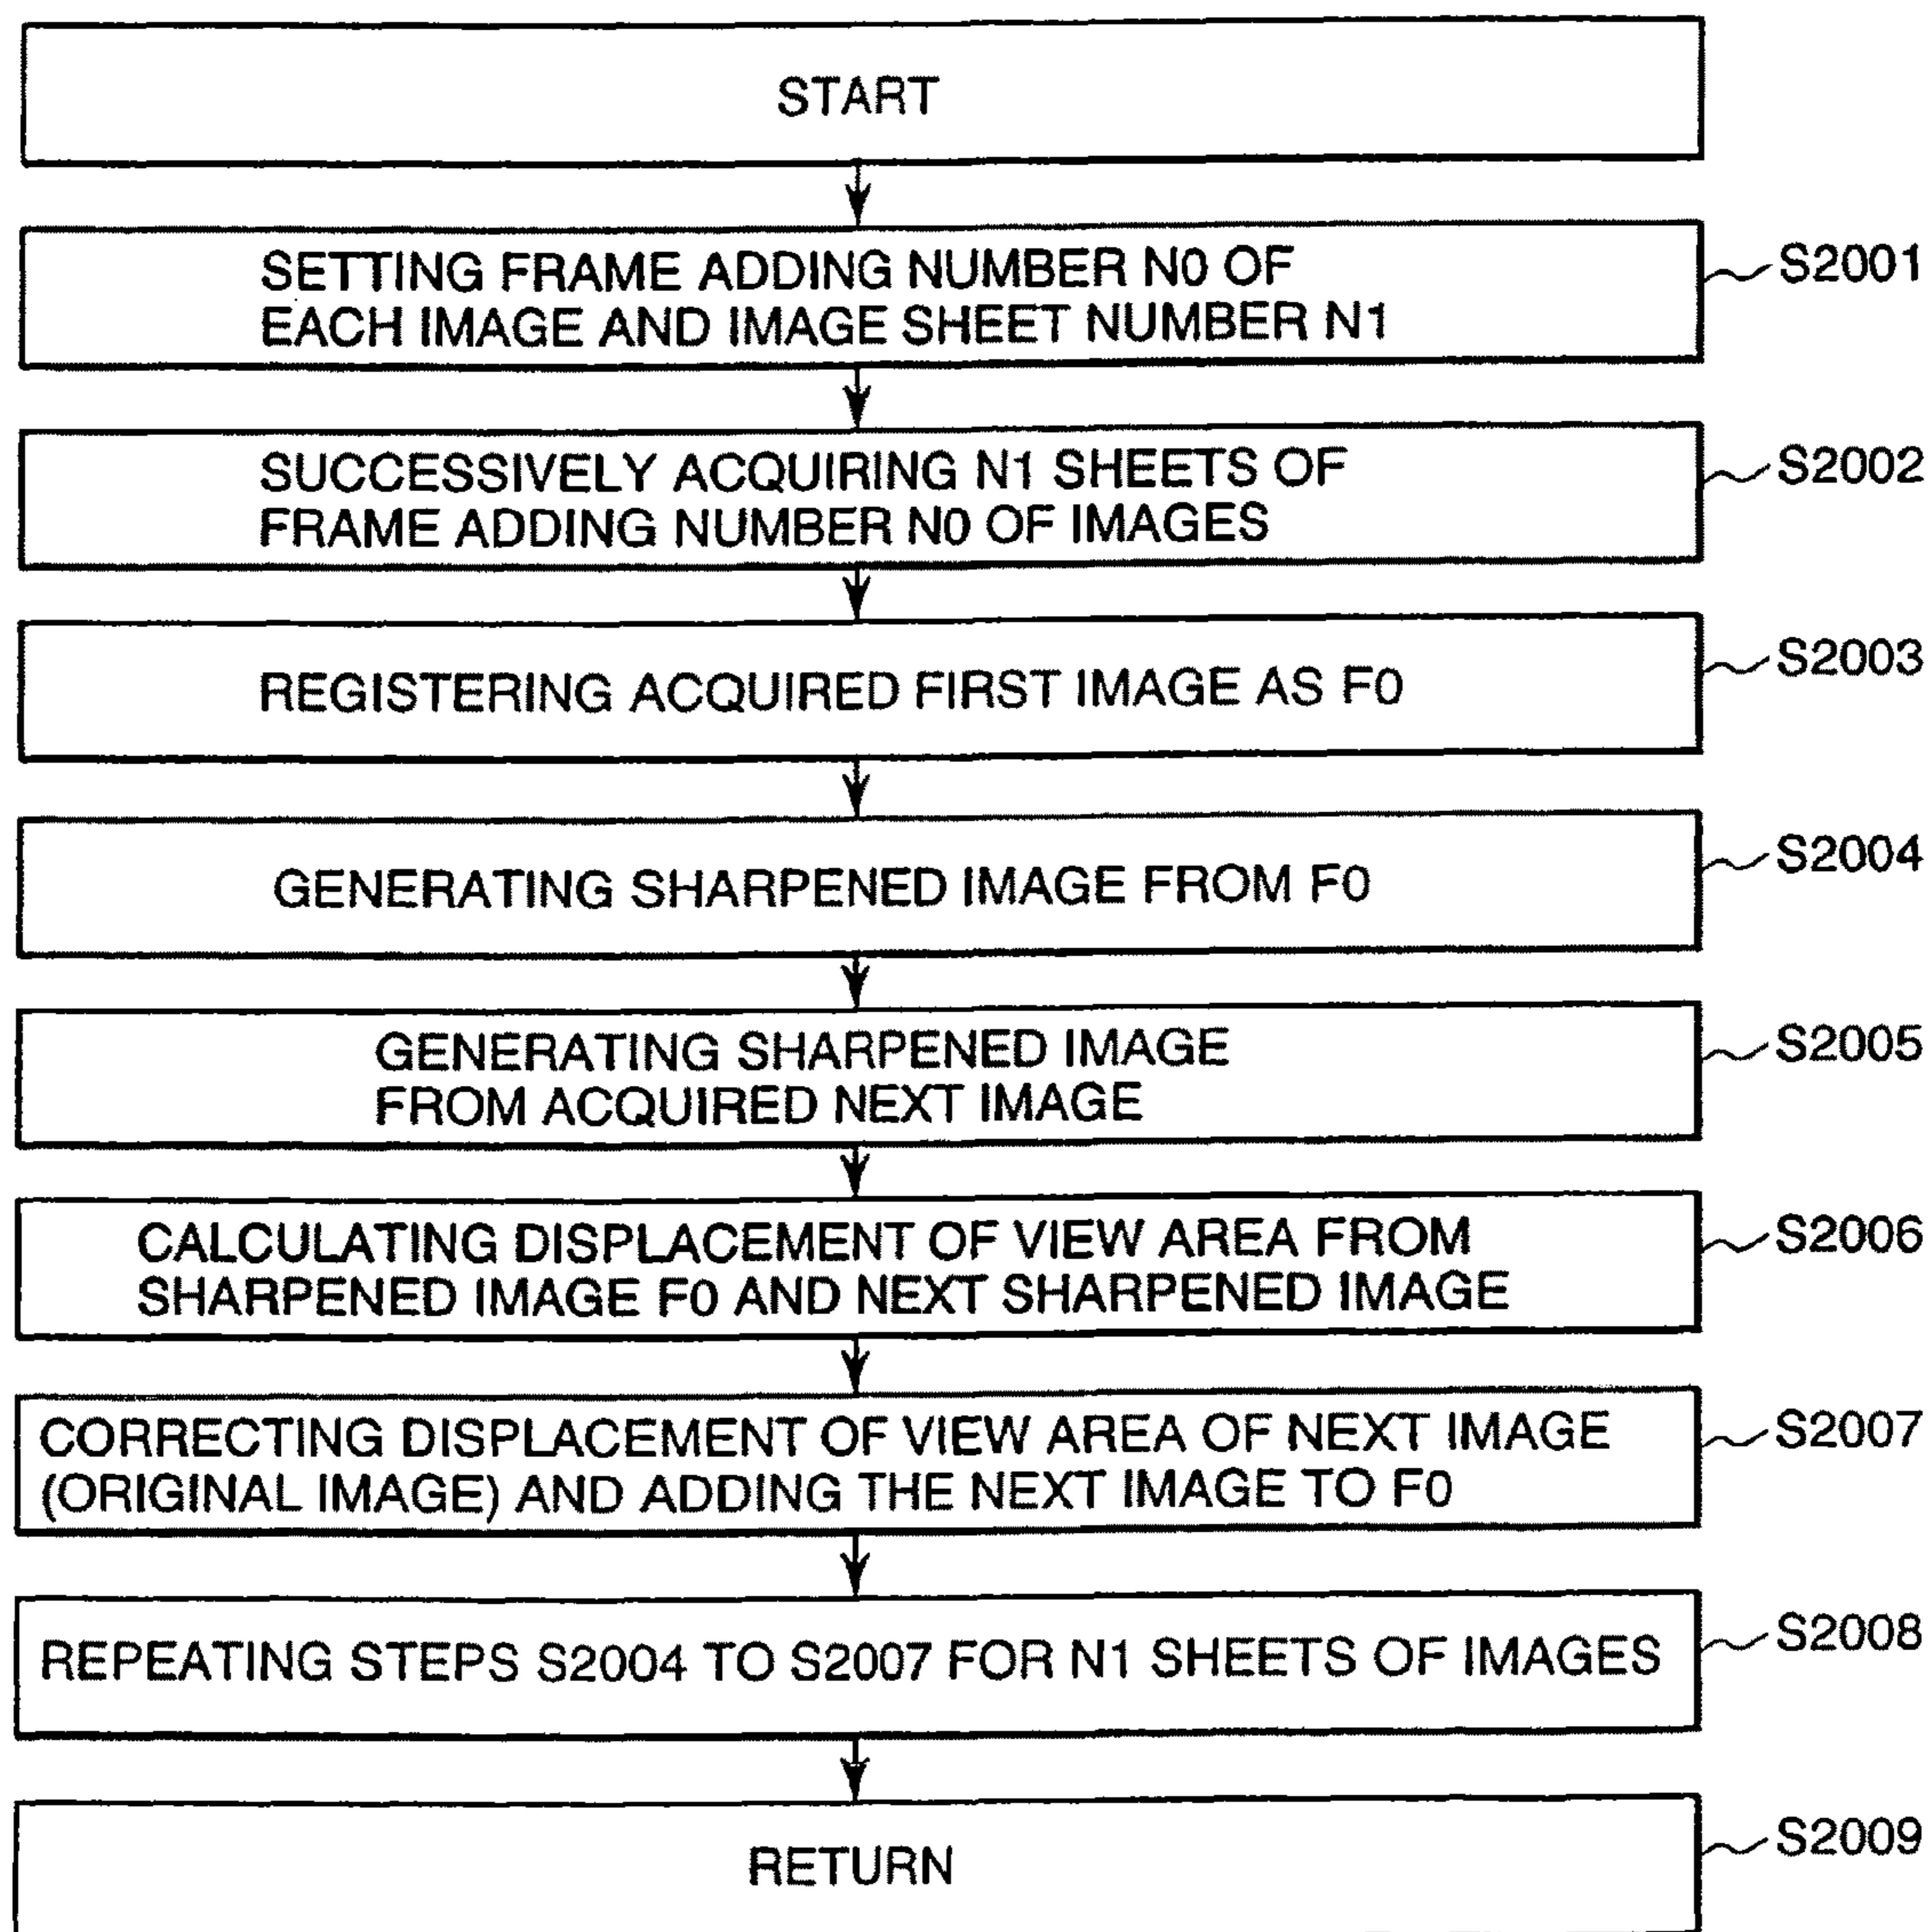 START
SETTING FRAME ADDING NUMBER N0 OF
EACH IMAGE AND IMAGE SHEET NUMBER N1
S2001
SUCCESSIVELY ACQUIRING N1 SHEETS OF
FRAME ADDING NUMBER N0 OF IMAGES
S2002
REGISTERING ACQUIRED FIRST IMAGE AS F0
S2003
GENERATING SHARPENED IMAGE FROM F0
S2004
GENERATING SHARPENED IMAGE
FROM ACQUIRED NEXT IMAGE
S2005
CALCULATING DISPLACEMENT OF VIEW AREA FROM
SHARPENED IMAGE F0 AND NEXT SHARPENED IMAGE
S2006
CORRECTING DISPLACEMENT OF VIEW AREA OF NEXT IMAGE
(ORIGINAL IMAGE) AND ADDING THE NEXT IMAGE TO F0
S2007
REPEATING STEPS S2004 TO S2007 FOR N1 SHEETS OF IMAGES
S2008
RETURN
S2009